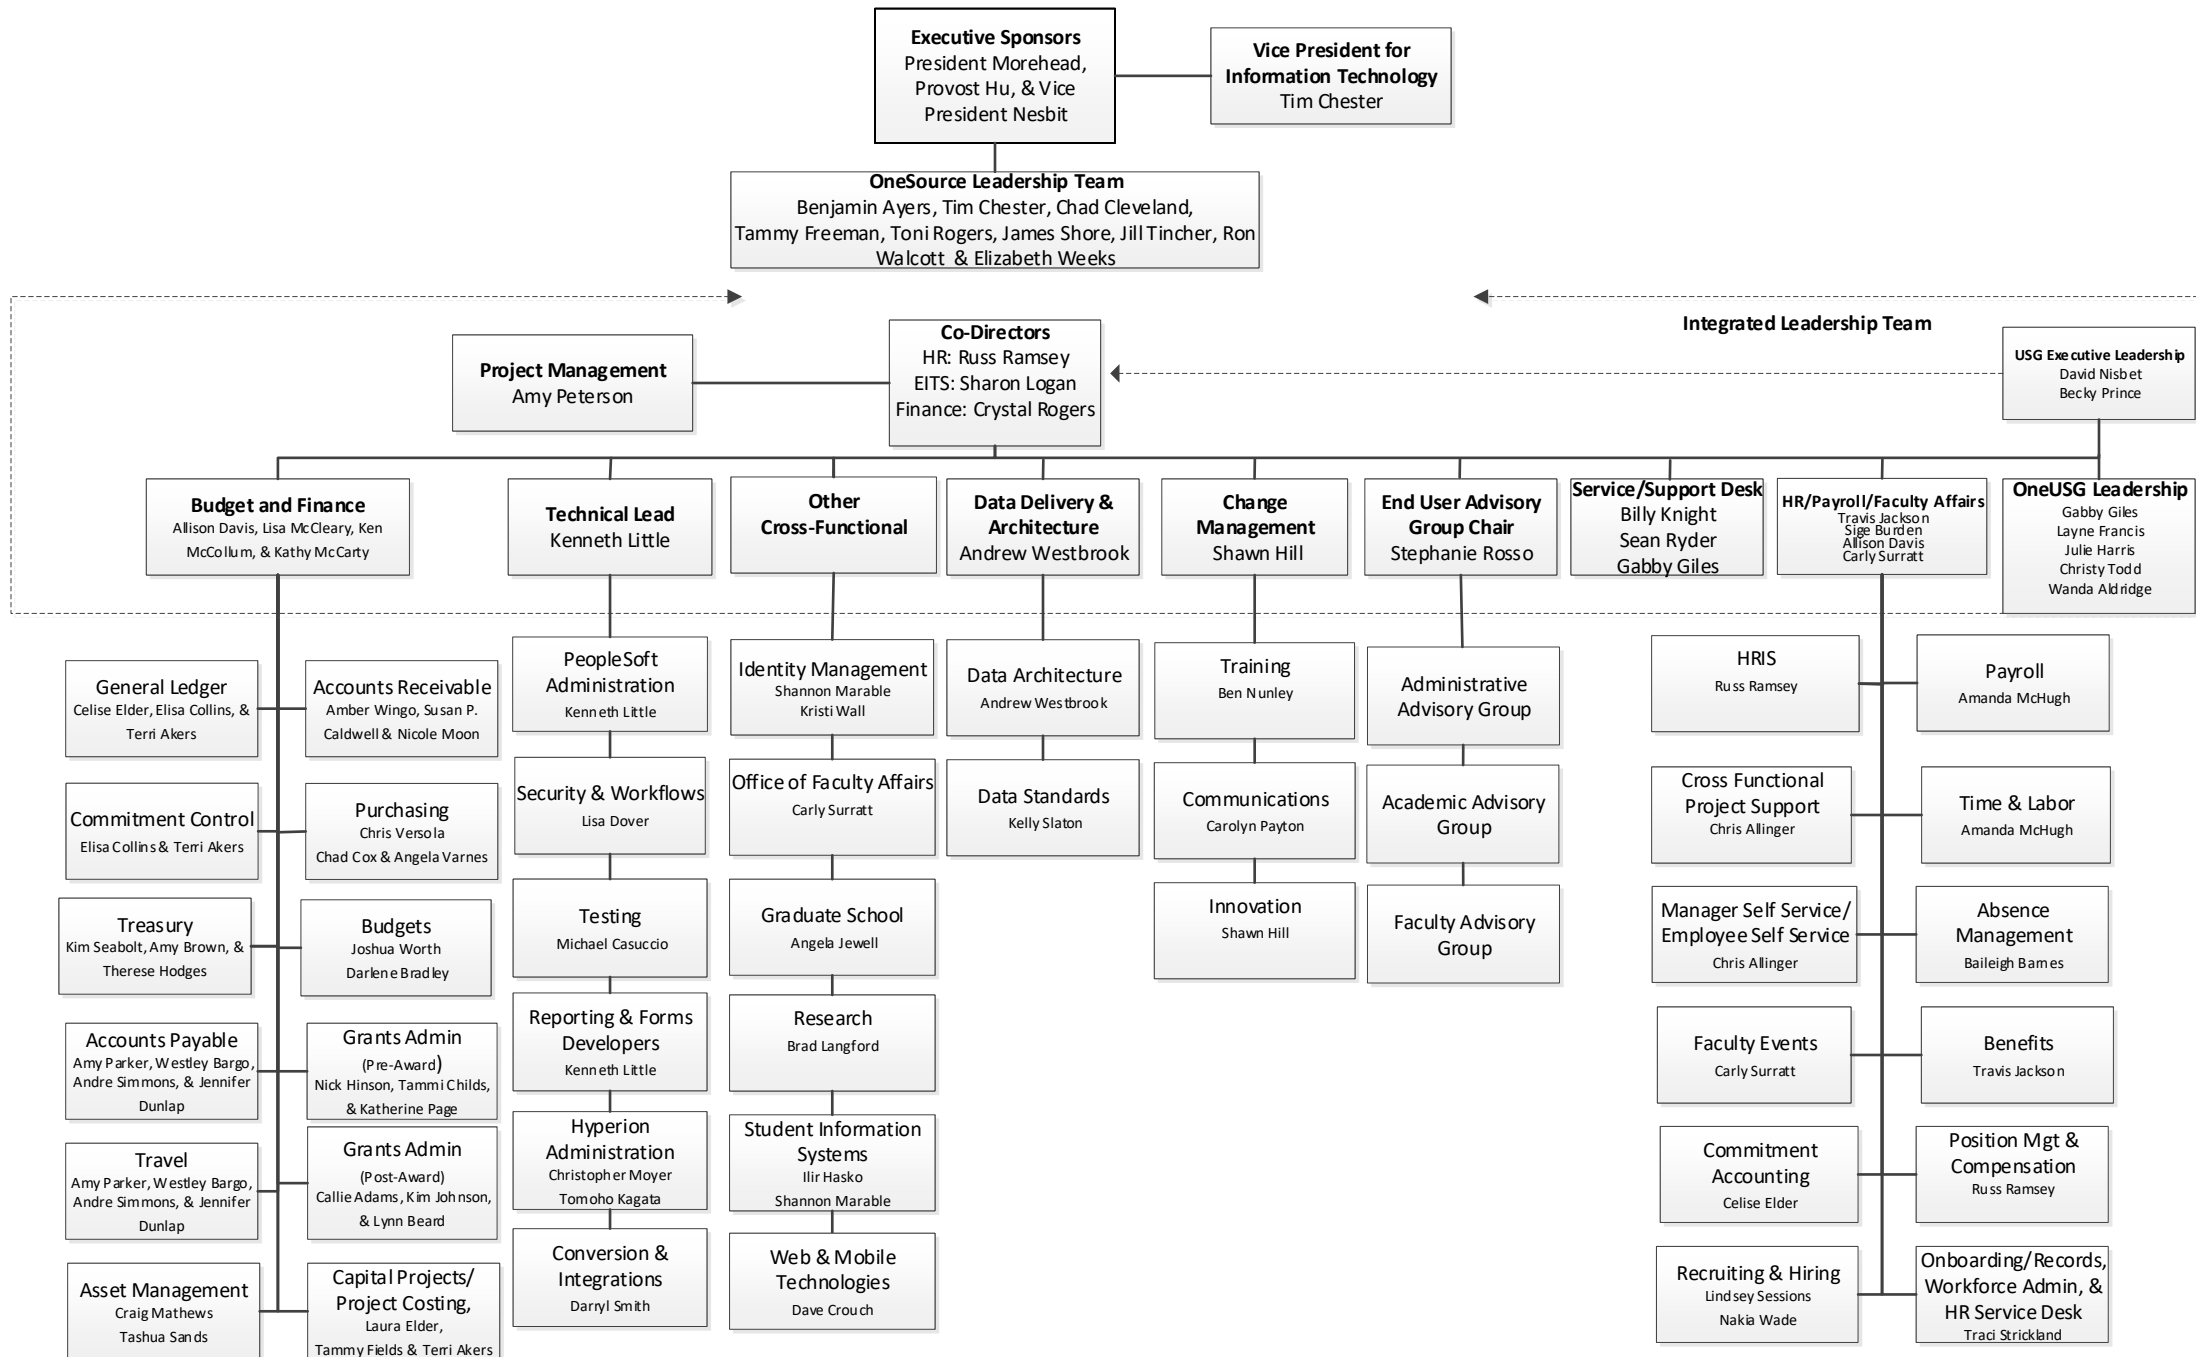 Executive Sponsors
President Morehead,
Provost Hu, & Vice
President Nesbit
Vice President for
Information Technology
Tim Chester
OneSource Leadership Team
Benjamin Ayers, Tim Chester, Chad Cleveland,
Tammy Freeman, Toni Rogers, James Shore, Jill Tincher, Ron
Walcott & Elizabeth Weeks
Integrated Leadership Team
Project Management
Amy Peterson
Co-Directors
HR: Russ Ramsey
EITS: Sharon Logan
Finance: Crystal Rogers
USG Executive Leadership
David Nisbet
Becky Prince
Budget and Finance
Allison Davis, Lisa McCleary, Ken
McCollum, & Kathy McCarty
Technical Lead
Kenneth Little
Other
Cross-Functional
Data Delivery &
Architecture
Andrew Westbrook
Change
Management
Shawn Hill
End User Advisory
Group Chair
Stephanie Rosso
Service/Support Desk
Billy Knight
Sean Ryder
Gabby Giles
HR/Payroll/Faculty Affairs
Travis Jackson
Sige Burden
Allison Davis
Carly Surratt
OneUSG Leadership
Gabby Giles
Layne Francis
Julie Harris
Christy Todd
Wanda Aldridge
General Ledger
Celise Elder, Elisa Collins, &
Terri Akers
Accounts Receivable
Amber Wingo, Susan P.
Caldwell & Nicole Moon
Commitment Control
Elisa Collins & Terri Akers
Purchasing
Chris Versola
Chad Cox & Angela Varnes
Treasury
Kim Seabolt, Amy Brown, &
Therese Hodges
Budgets
Joshua Worth
Darlene Bradley
Accounts Payable
Amy Parker, Westley Bargo,
Andre Simmons, & Jennifer
Dunlap
Grants Admin
(Pre-Award)
Nick Hinson, Tammi Childs,
& Katherine Page
Travel
Amy Parker, Westley Bargo,
Andre Simmons, & Jennifer
Dunlap
Grants Admin
(Post-Award)
Callie Adams, Kim Johnson,
& Lynn Beard
Asset Management
Craig Mathews
Tashua Sands
Capital Projects/
Project Costing,
Laura Elder,
Tammy Fields & Terri Akers
PeopleSoft
Administration
Kenneth Little
Security & Workflows
Lisa Dover
Testing
Michael Casuccio
Reporting & Forms
Developers
Kenneth Little
Hyperion
Administration
Christopher Moyer
Tomoho Kagata
Conversion &
Integrations
Darryl Smith
Identity Management
Shannon Marable
Kristi Wall
Office of Faculty Affairs
Carly Surratt
Graduate School
Angela Jewell
Research
Brad Langford
Student Information
Systems
Ilir Hasko
Shannon Marable
Web & Mobile
Technologies
Dave Crouch
Data Architecture
Andrew Westbrook
Data Standards
Kelly Slaton
Training
Ben Nunley
Communications
Carolyn Payton
Innovation
Shawn Hill
Administrative
Advisory Group
Academic Advisory
Group
Faculty Advisory
Group
HRIS
Russ Ramsey
Payroll
Amanda McHugh
Cross Functional
Project Support
Chris Allinger
Time & Labor
Amanda McHugh
Manager Self Service/
Employee Self Service
Chris Allinger
Absence
Management
Baileigh Barnes
Faculty Events
Carly Surratt
Benefits
Travis Jackson
Commitment
Accounting
Celise Elder
Position Mgt &
Compensation
Russ Ramsey
Recruiting & Hiring
Lindsey Sessions
Nakia Wade
Onboarding/Records,
Workforce Admin, &
HR Service Desk
Traci Strickland